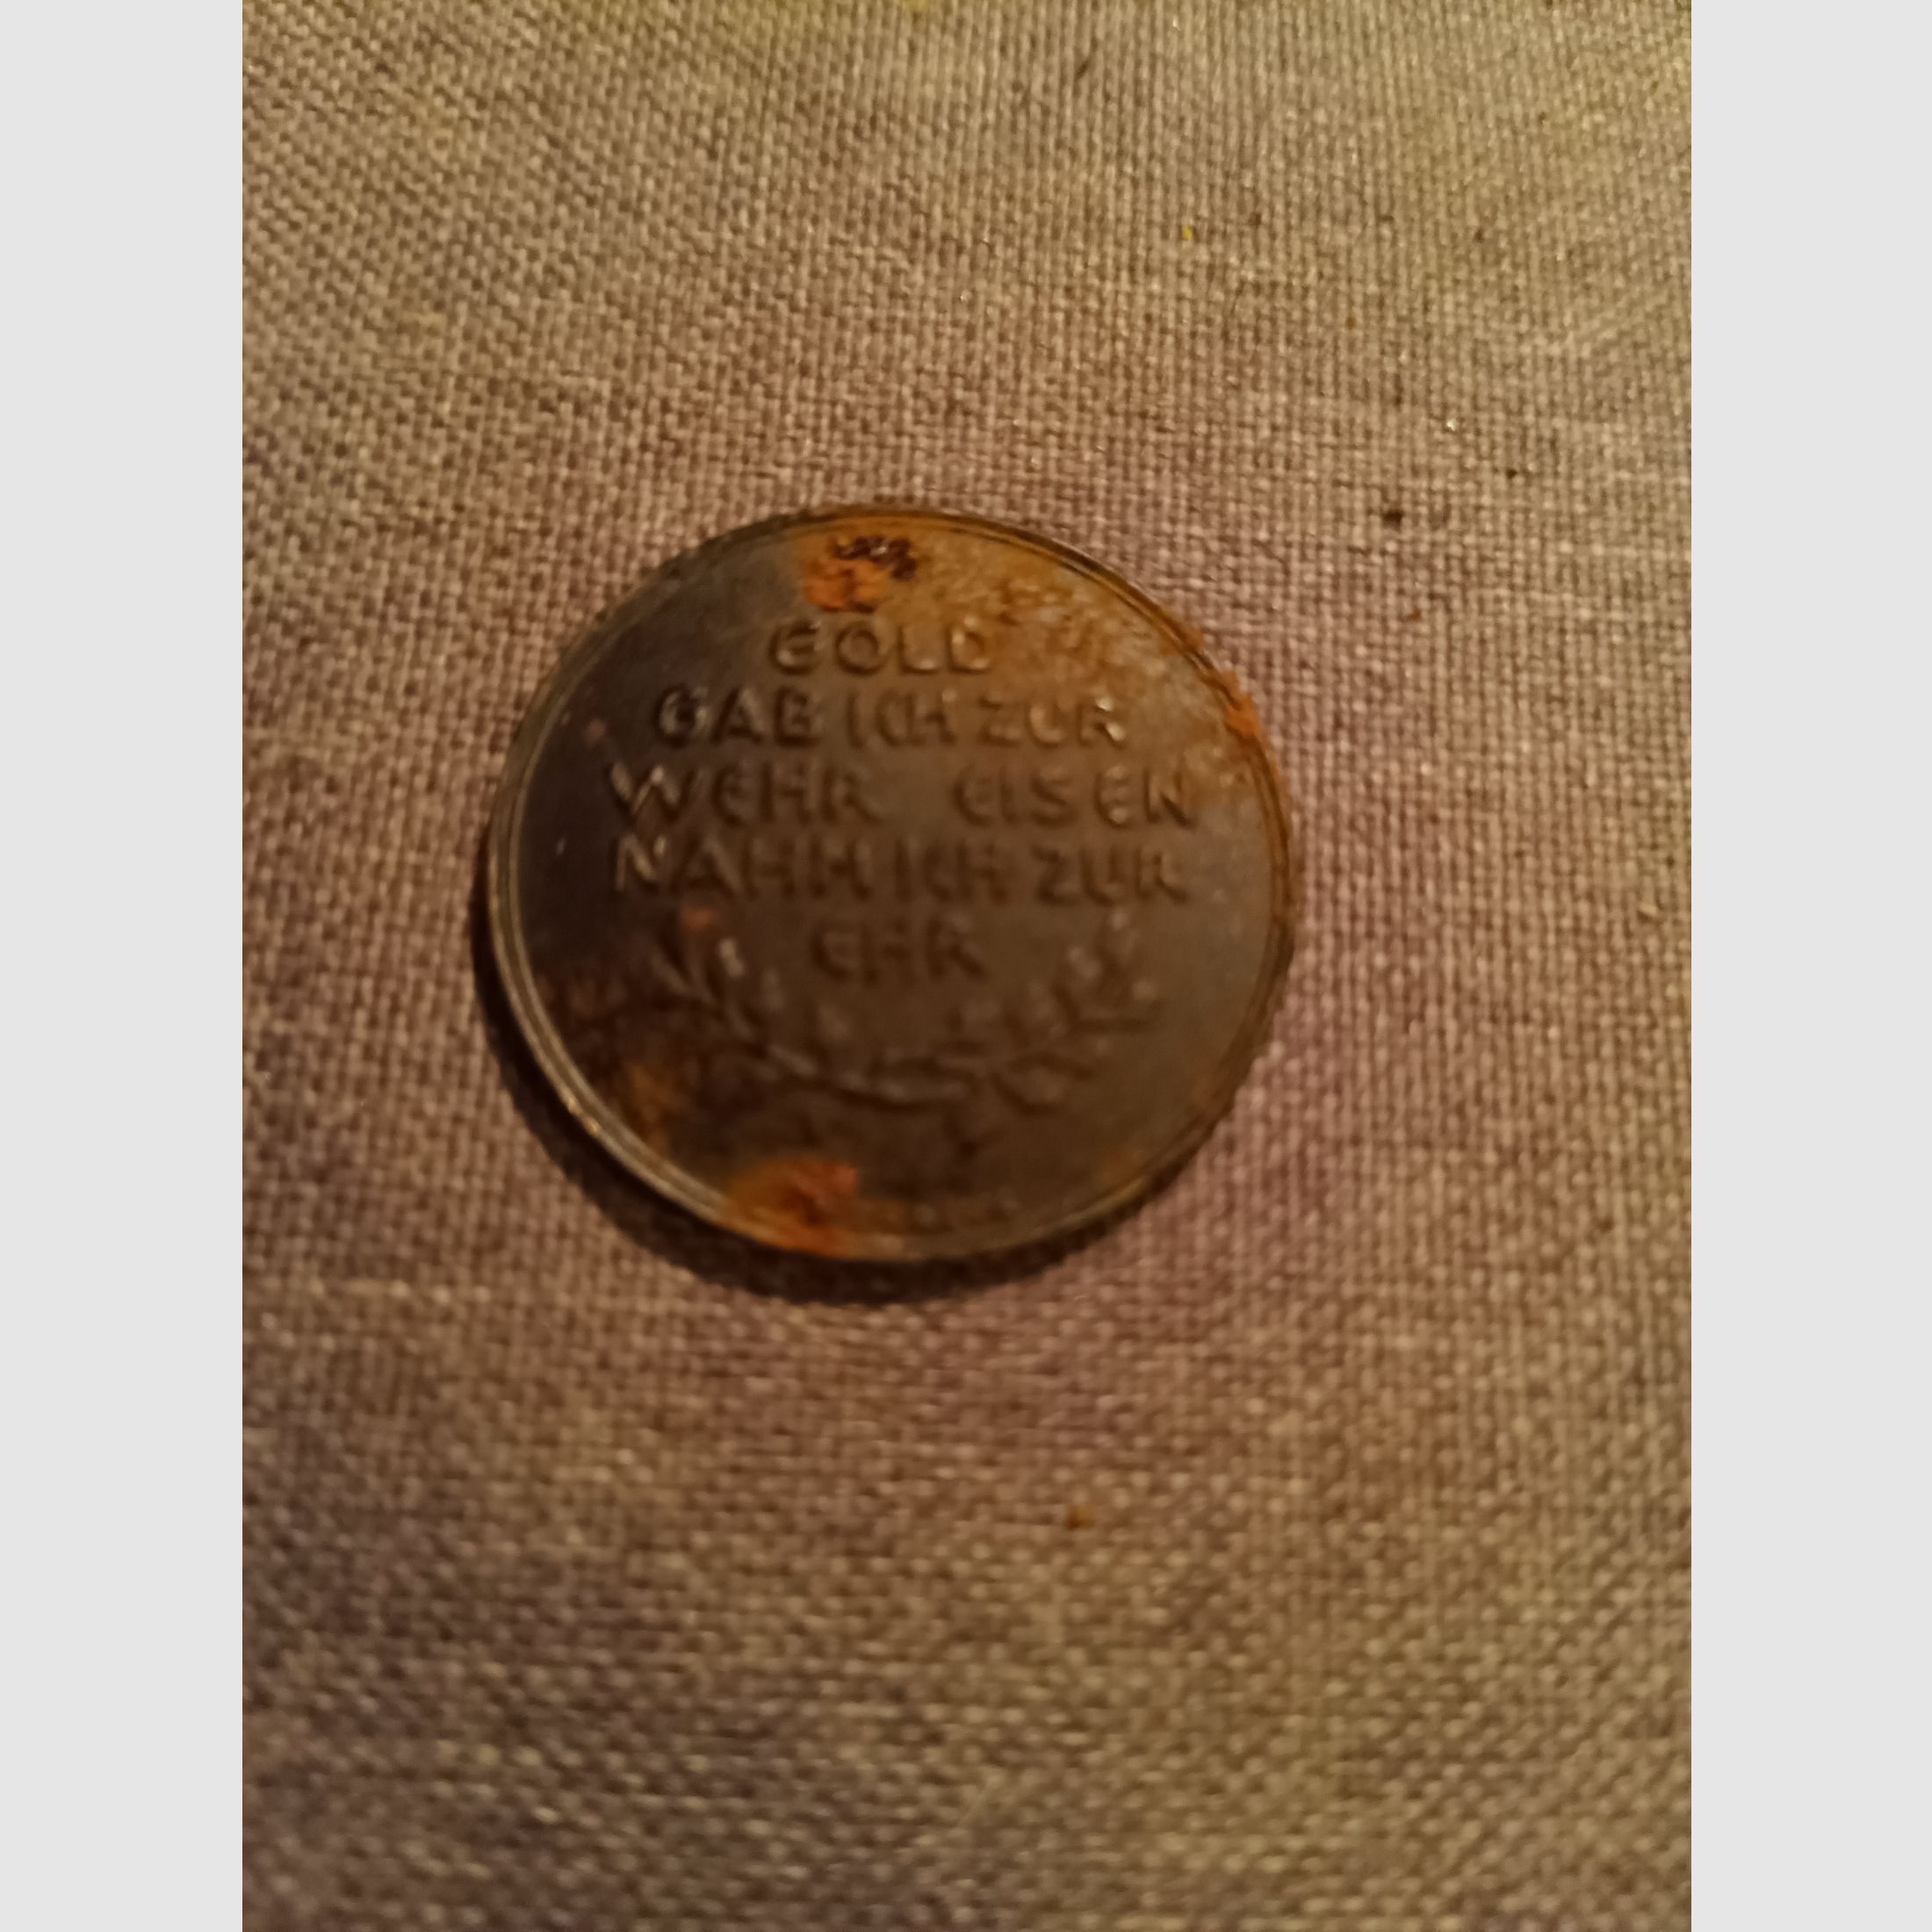 GOLD
GAB ICH ZUR
WEHR EISEN
NAHM ICH ZUR
EHR